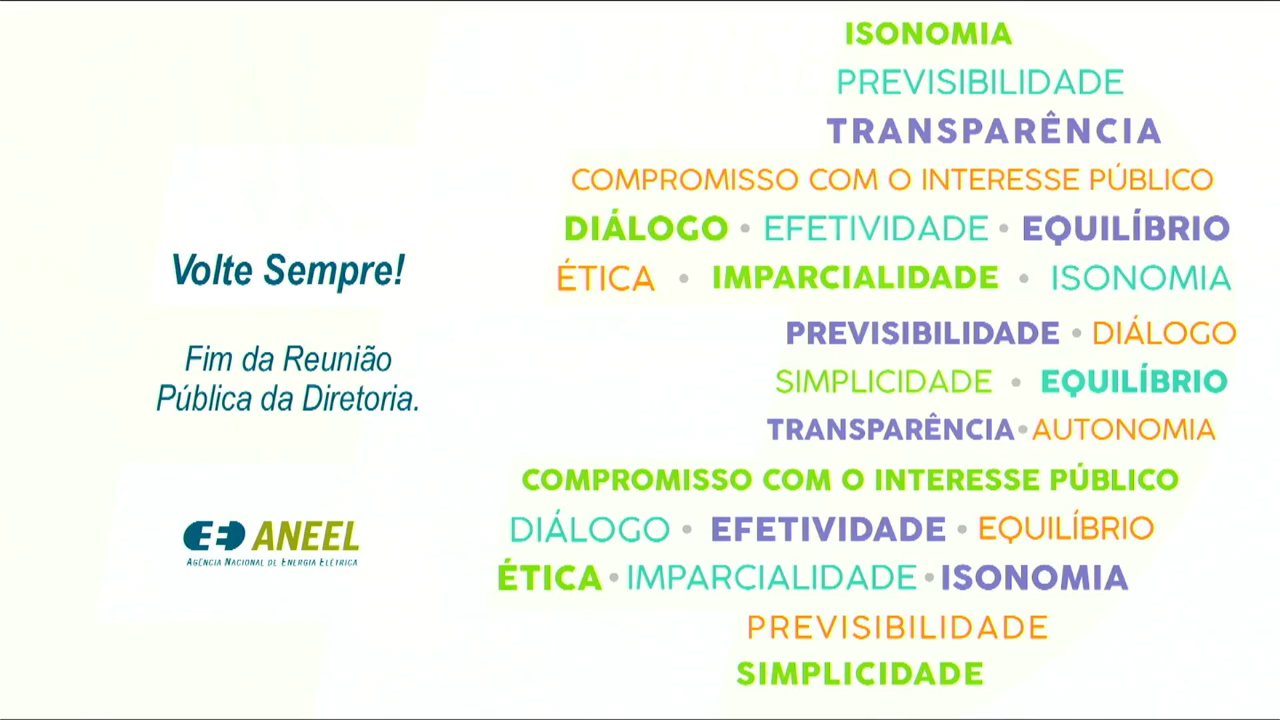 Volte Sempre!
Fim da Reunião
Pública da Diretoria.
ANEEL
AGÊNCIA NACIONAL DE ENERGIA ELÉTRICA
ISONOMIA
PREVISIBILIDADE
TRANSPARÊNCIA
COMPROMISSO COM O INTERESSE PÚBLICO
DIÁLOGO • EFETIVIDADE • EQUILÍBRIO
ÉTICA • IMPARCIALIDADE • ISONOMIA
PREVISIBILIDADE • DIÁLOGO
SIMPLICIDADE • EQUILÍBRIO
TRANSPARÊNCIA • AUTONOMIA
COMPROMISSO COM O INTERESSE PÚBLICO
DIÁLOGO • EFETIVIDADE • EQUILÍBRIO
ÉTICA • IMPARCIALIDADE • ISONOMIA
PREVISIBILIDADE
SIMPLICIDADE